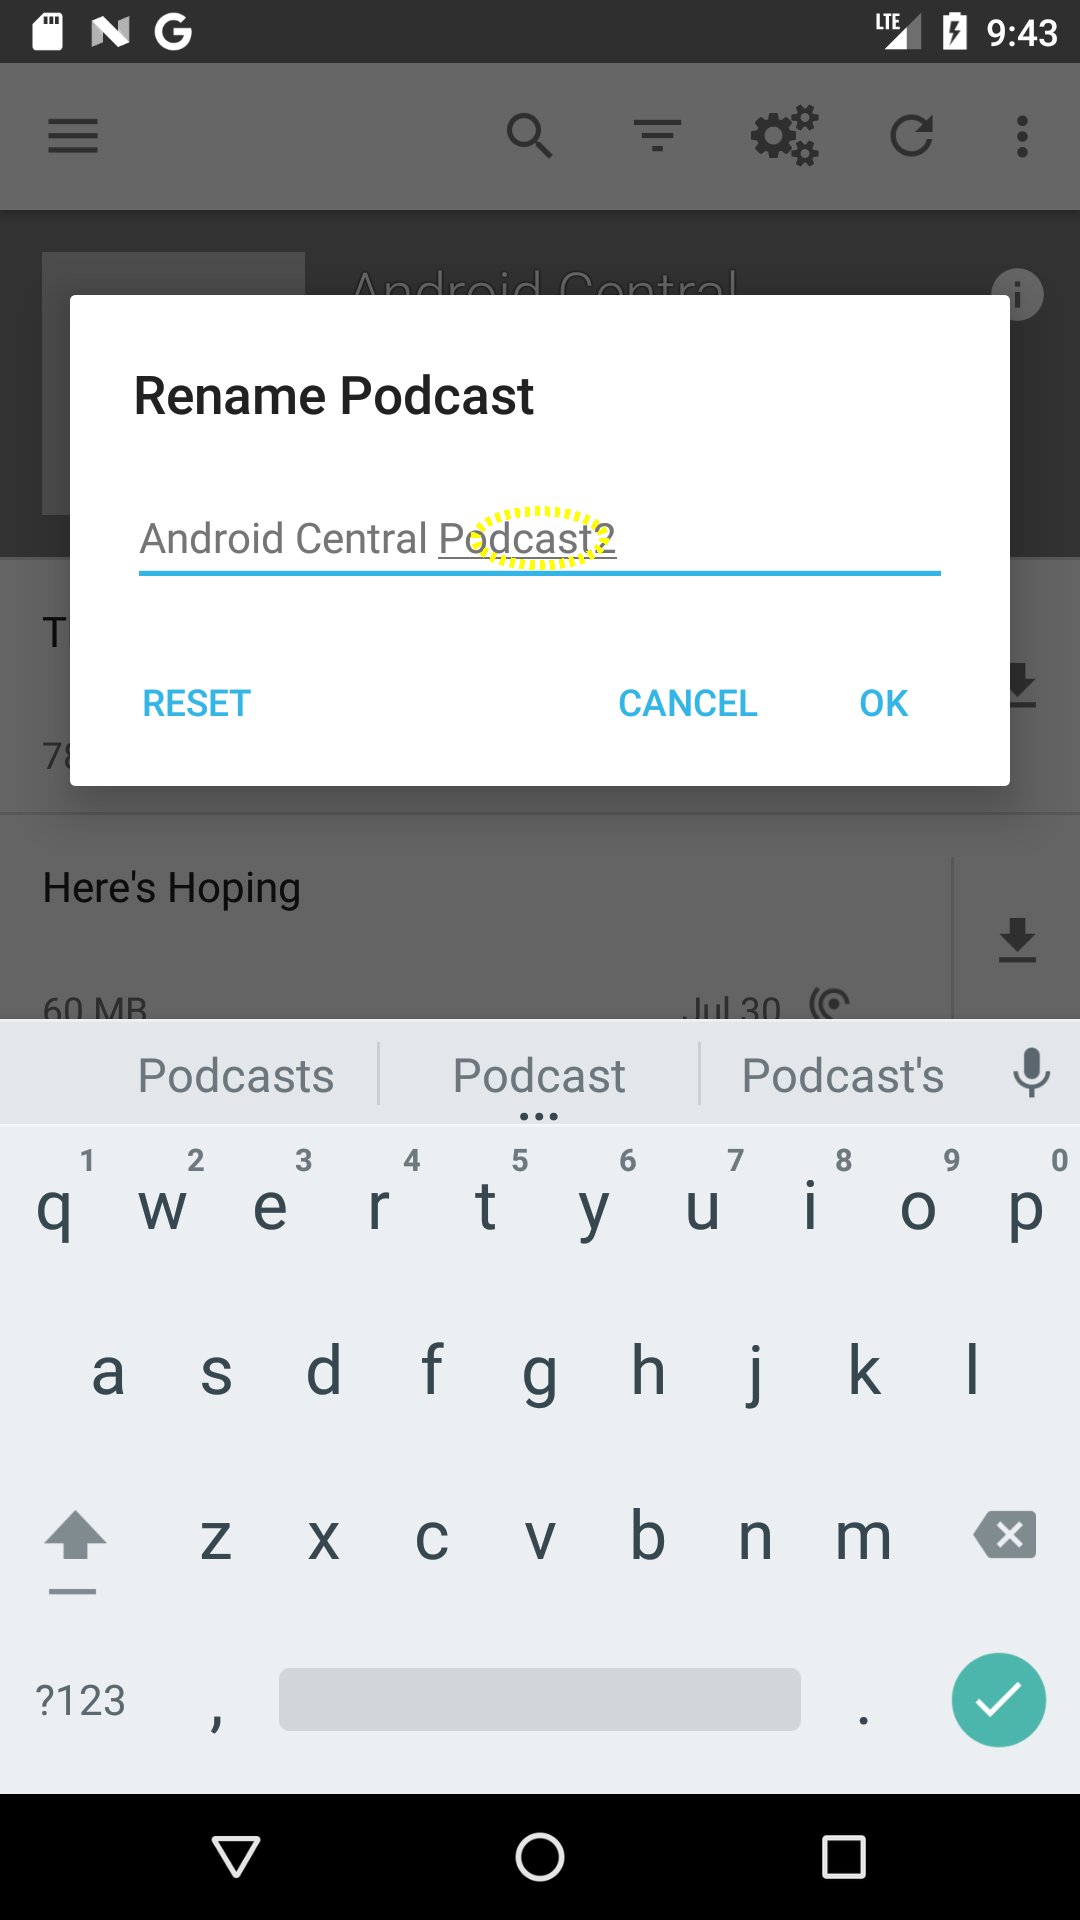 LTE 9:43
Android Central
Rename Podcast
Android Central Podcast2
RESET CANCEL OK
Here's Hoping
60 MB Jul 30
Podcasts Podcast Podcast's
1 2 3 4 5 6 7 8 9 0
q w e r t y u i o p
a s d f g h j k l
z x c v b n m
?123 , .